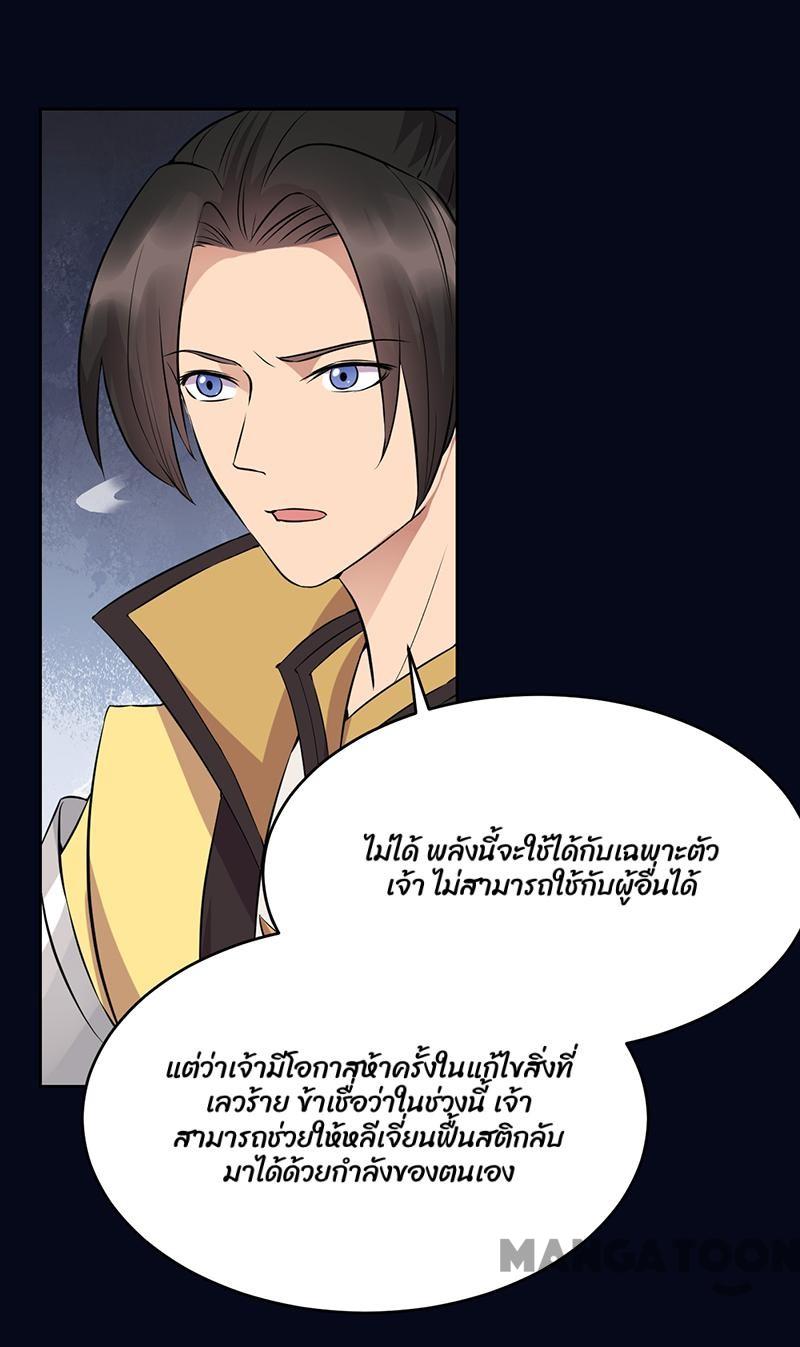 ไม่ได้ พลังนี้จะใช้ได้กับเฉพาะตัว
เจ้า ไม่สามารถใช้กับผู้อื่นได้
แต่ว่าเจ้ามีโอกาสห้าครั้งในแก้ไขสิ่งที่
เลวร้าย ข้าเชื่อว่าในช่วงนี้ เจ้า
สามารถช่วยให้หลีเจี่ยนฟื้นสติกลับ
มาได้ด้วยกำลังของตนเอง
MANGATOON